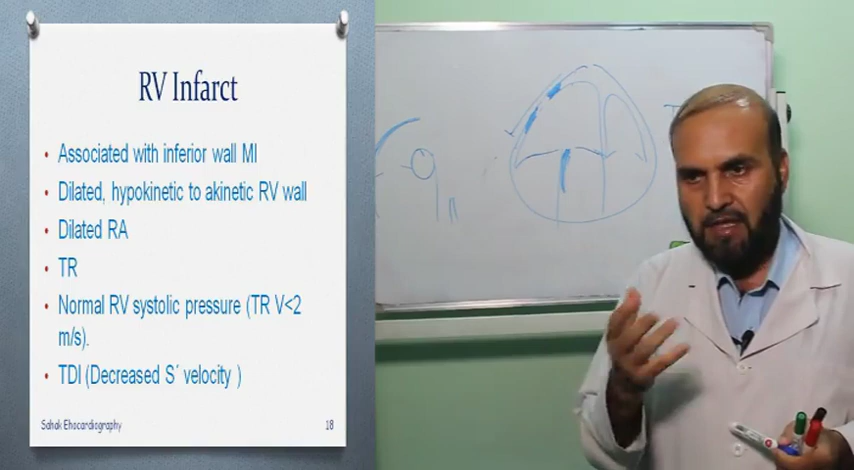 RV Infarct
• Associated with inferior wall MI
• Dilated, hypokinetic to akinetic RV wall
• Dilated RA
• TR
• Normal RV systolic pressure (TR V<2
m/s).
• TDI (Decreased S´ velocity )
Sahak Ehocardiography 18